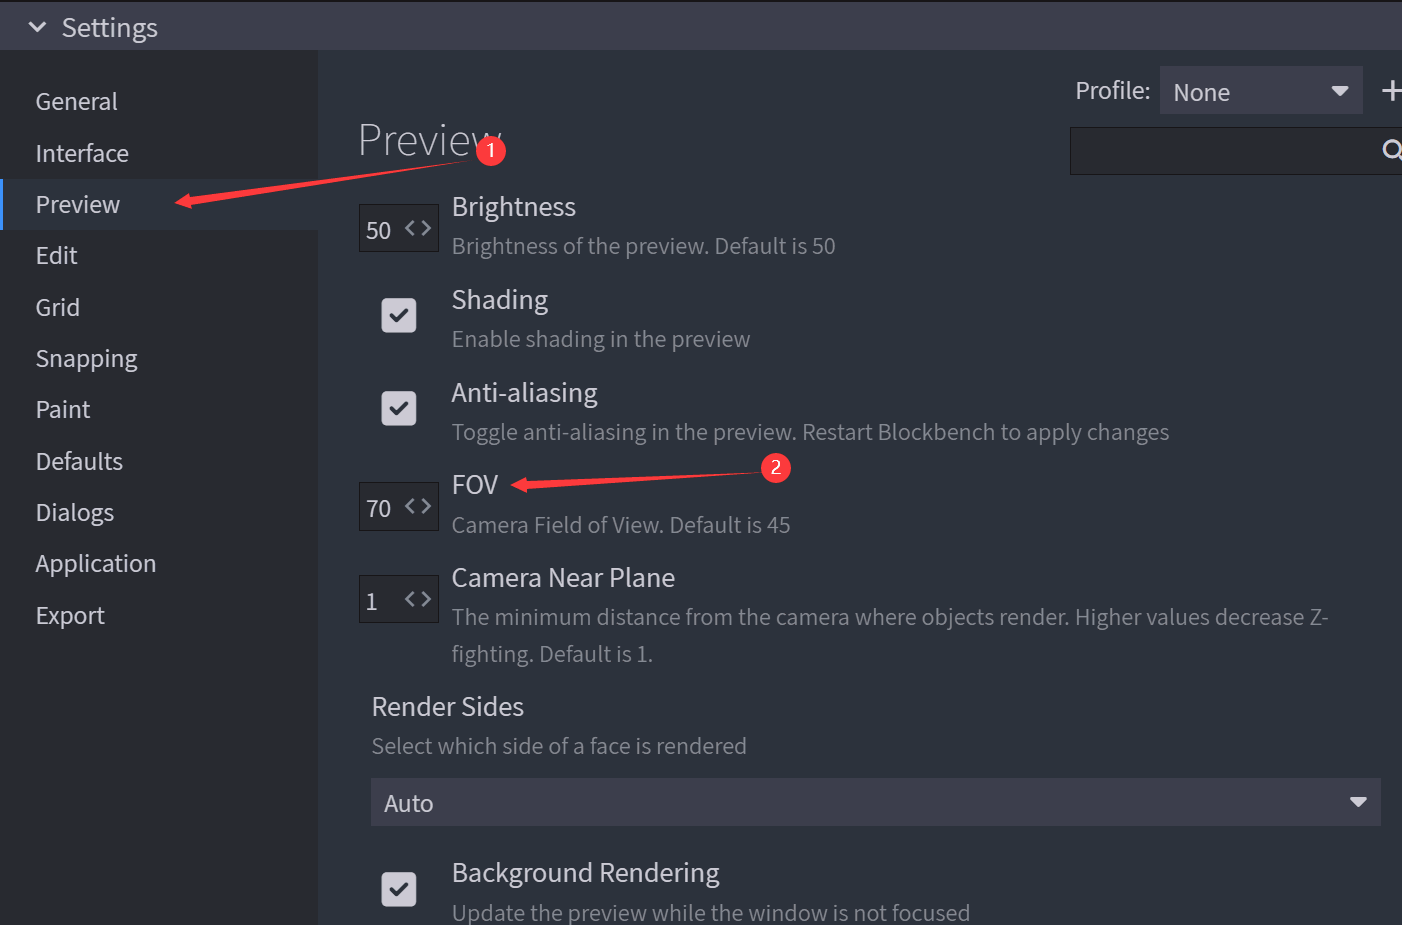 Settings
General
Interface
Preview
Edit
Grid
Snapping
Paint
Defaults
Dialogs
Application
Export
Profile: None
Preview
1
50 Brightness
Brightness of the preview. Default is 50
Shading
Enable shading in the preview
Anti-aliasing
Toggle anti-aliasing in the preview. Restart Blockbench to apply changes
2
70 FOV
Camera Field of View. Default is 45
1 Camera Near Plane
The minimum distance from the camera where objects render. Higher values decrease Z-
fighting. Default is 1.
Render Sides
Select which side of a face is rendered
Auto
Background Rendering
Update the preview while the window is not focused